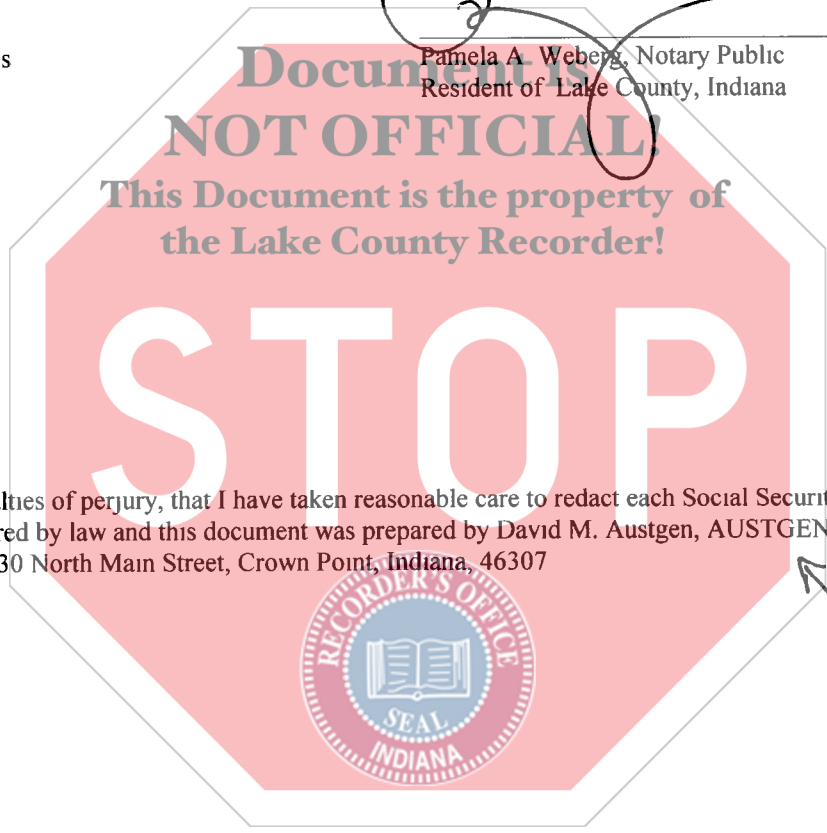 s
Pamela A Weberg, Notary Public
Resident of Lake County, Indiana
Document is
NOT OFFICIAL!
This Document is the property of
the Lake County Recorder!
STOP
lties of perjury, that I have taken reasonable care to redact each Social Securit
red by law and this document was prepared by David M. Austgen, AUSTGEN
30 North Main Street, Crown Point, Indiana, 46307
RECORDER'S OFFICE
SEAL
INDIANA